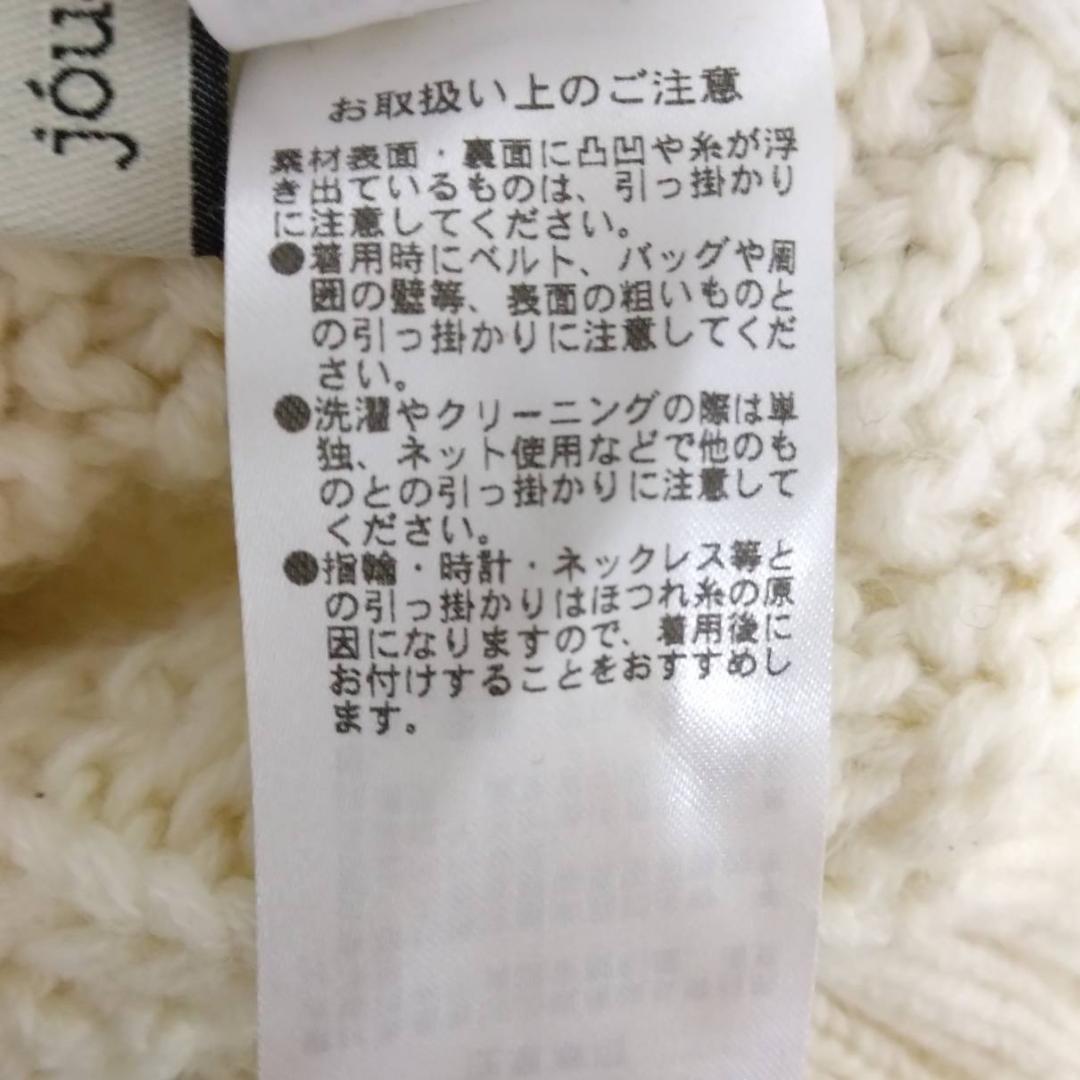 jóu
お取扱い上のご注意
素材表面・裏面に凸凹や糸が浮
き出ているものは、引っ掛かり
に注意してください。
●着用時にベルト、バッグや周
囲の壁等、表面の粗いものと
の引っ掛かりに注意してくだ
さい。
●洗濯やクリーニングの際は単
独、ネット使用などで他のも
のとの引っ掛かりに注意して
ください。
●指輪・時計・ネックレス等と
の引っ掛かりはほつれ糸の原
因になりますので、着用後に
お付けすることをおすすめし
ます。